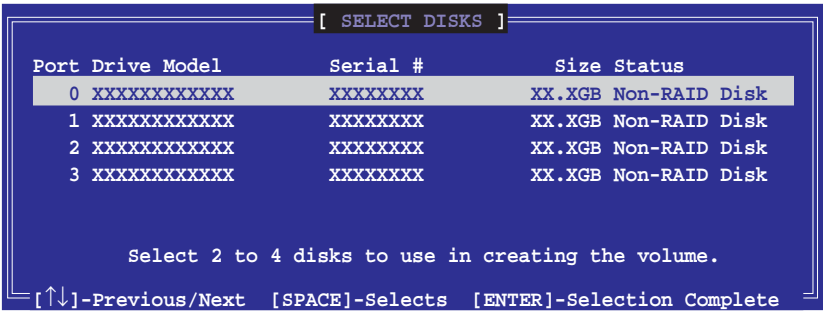 [ SELECT DISKS ]
Port Drive Model Serial # Size Status
0 XXXXXXXXXXXX XXXXXXXX XX.XGB Non-RAID Disk
1 XXXXXXXXXXXX XXXXXXXX XX.XGB Non-RAID Disk
2 XXXXXXXXXXXX XXXXXXXX XX.XGB Non-RAID Disk
3 XXXXXXXXXXXX XXXXXXXX XX.XGB Non-RAID Disk
Select 2 to 4 disks to use in creating the volume.
[↑↓]-Previous/Next [SPACE]-Selects [ENTER]-Selection Complete